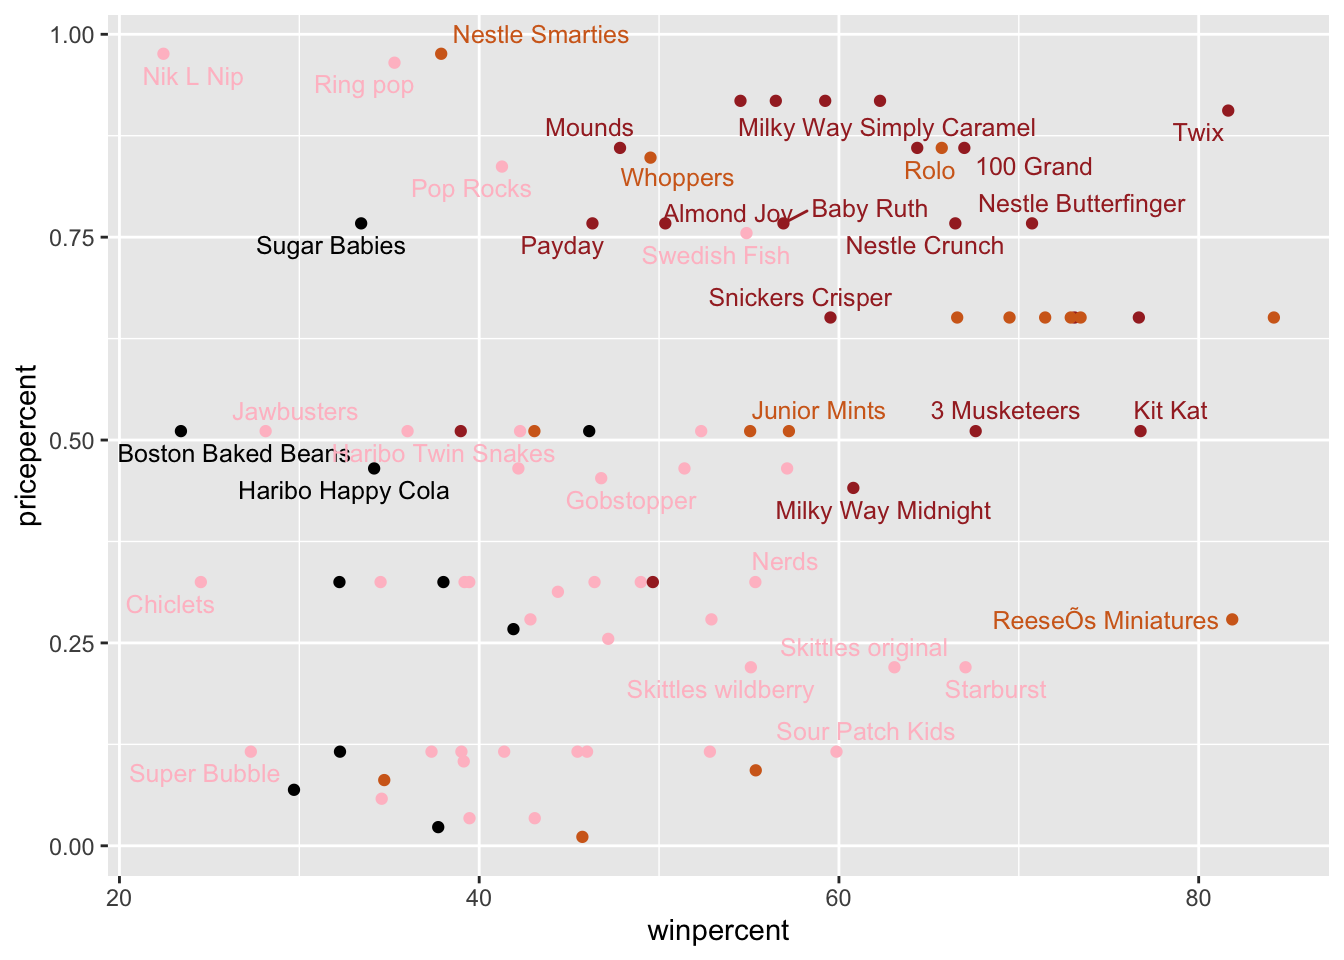 1.00
Nestle Smarties
Nik L Nip
Ring pop
Mounds
Milky Way Simply Caramel
Twix
Whoppers
Rolo
100 Grand
Pop Rocks
Nestle Butterfinger
Almond Joy
Baby Ruth
0.75
Sugar Babies
Payday
Nestle Crunch
Swedish Fish
Snickers Crisper
Jawbusters
Junior Mints
3 Musketeers
Kit Kat
0.50
Boston Baked Beans
Haribo Twin Snakes
Haribo Happy Cola
Gobstopper
Milky Way Midnight
Nerds
Chiclets
ReeseÕs Miniatures
0.25
Skittles original
Skittles wildberry
Starburst
Sour Patch Kids
Super Bubble
0.00
20
40
60
80
winpercent
pricepercent